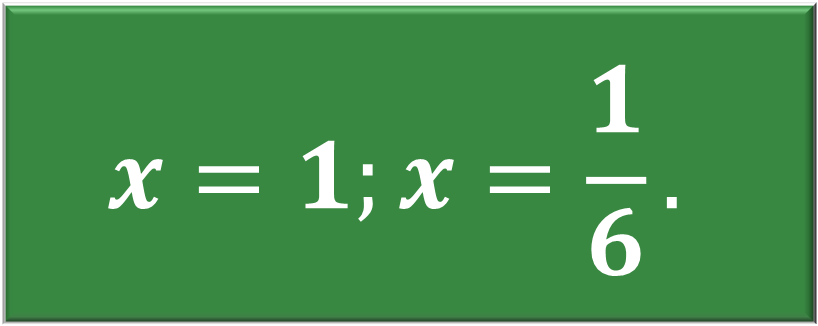 x = 1; x = 1/6.